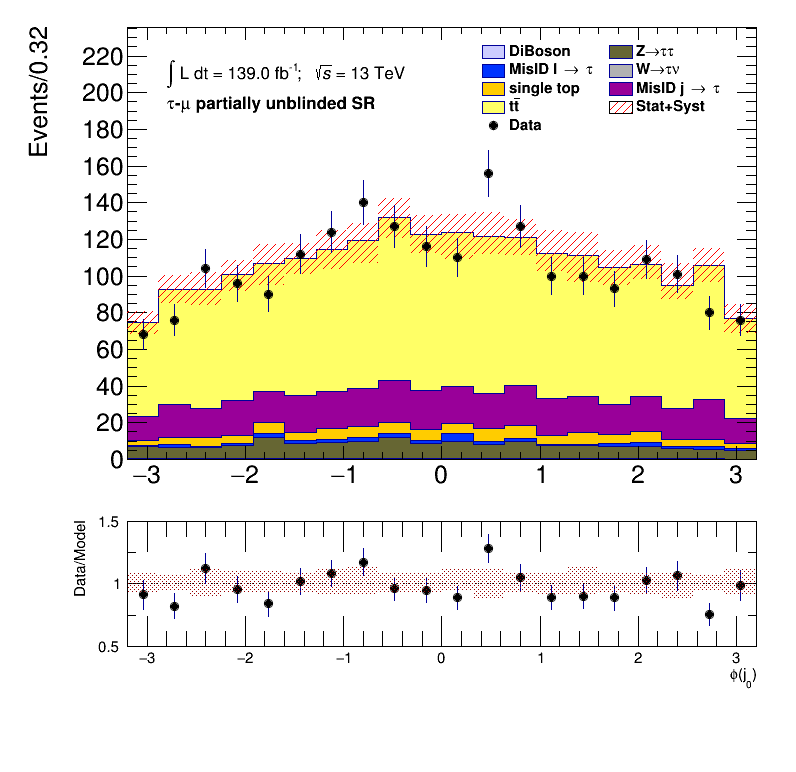 Events/0.32
220
200
180
160
140
120
100
80
60
40
20
0
∫ L dt = 139.0 fb⁻¹; √s = 13 TeV
τ-μ partially unblinded SR
DiBoson
Z→ττ
MisID l → τ
W→τν
single top
MisID j → τ
tt̄
Stat+Syst
Data
−3 −2 −1 0 1 2 3
Data/Model
1.5
1
0.5
−3 −2 −1 0 1 2 3
φ(j₀)